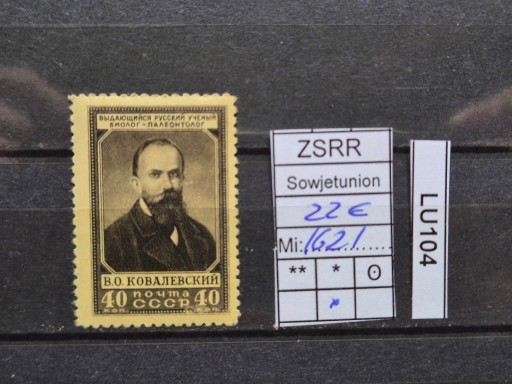 ВЫДАЮЩИЙСЯ РУССКИЙ УЧЕНЫЙ
БИОЛОГ-ПАЛЕОНТОЛОГ
В.О. КОВАЛЕВСКИЙ
40 ПОЧТА 40
КОП. СССР КОП.
ZSRR
Sowjetunion
22 €
Mi: 1621
** * ʘ
*
LU104